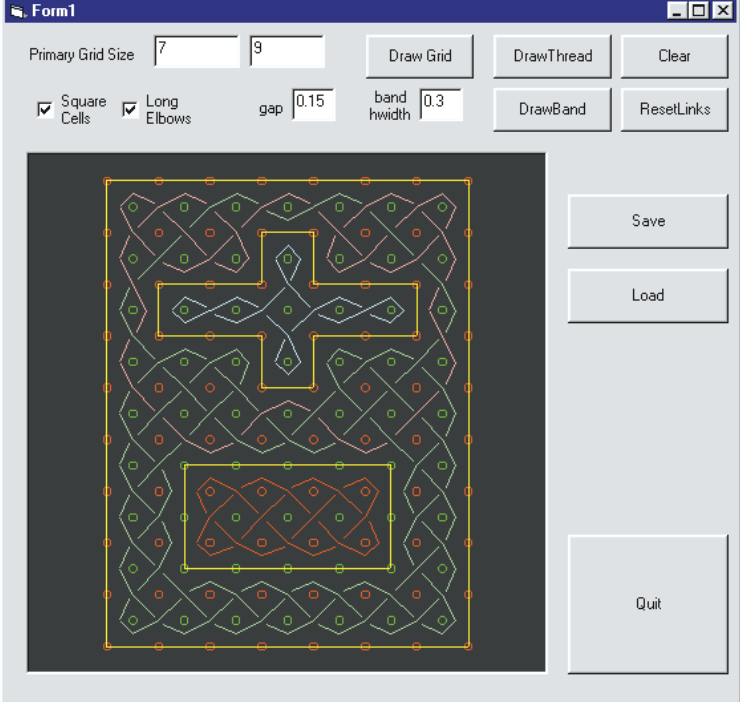 Form1
Primary Grid Size 7 9 Draw Grid DrawThread Clear
Square Cells Long Elbows gap 0.15 band hwidth 0.3 DrawBand ResetLinks
Save
Load
Quit